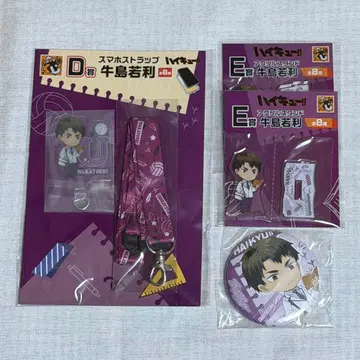 D賞
スマホストラップ
牛島若利
全8種
ハイキュー!!
U
WAKATOSHI
E賞
アクリルスタンド
牛島若利
全8種
ハイキュー!!
E賞
アクリルスタンド
牛島若利
全8種
HAIKYU!!